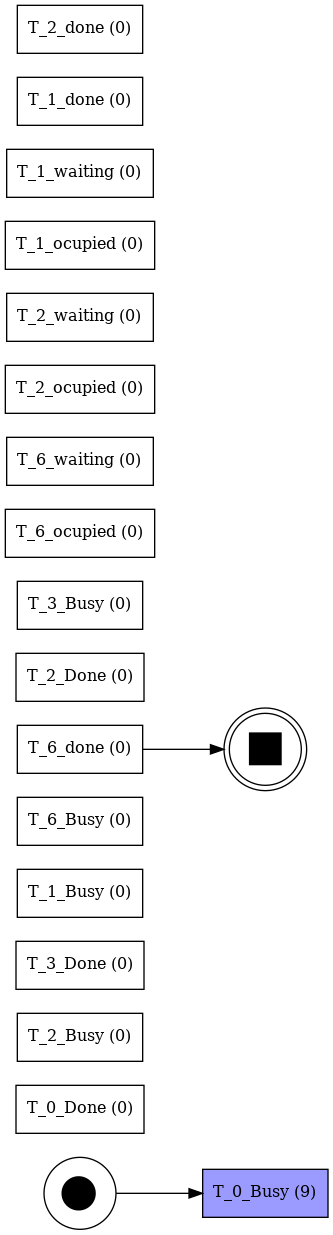 T_2_done (0)
T_1_done (0)
T_1_waiting (0)
T_1_ocupied (0)
T_2_waiting (0)
T_2_ocupied (0)
T_6_waiting (0)
T_6_ocupied (0)
T_3_Busy (0)
T_2_Done (0)
T_6_done (0)
T_6_Busy (0)
T_1_Busy (0)
T_3_Done (0)
T_2_Busy (0)
T_0_Done (0)
T_0_Busy (9)